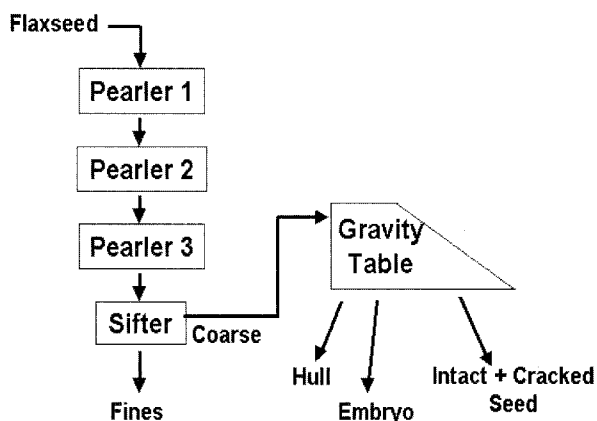 Flaxseed
Pearler 1
Pearler 2
Pearler 3
Sifter
Coarse
Fines
Gravity
Table
Hull
Embryo
Intact + Cracked
Seed